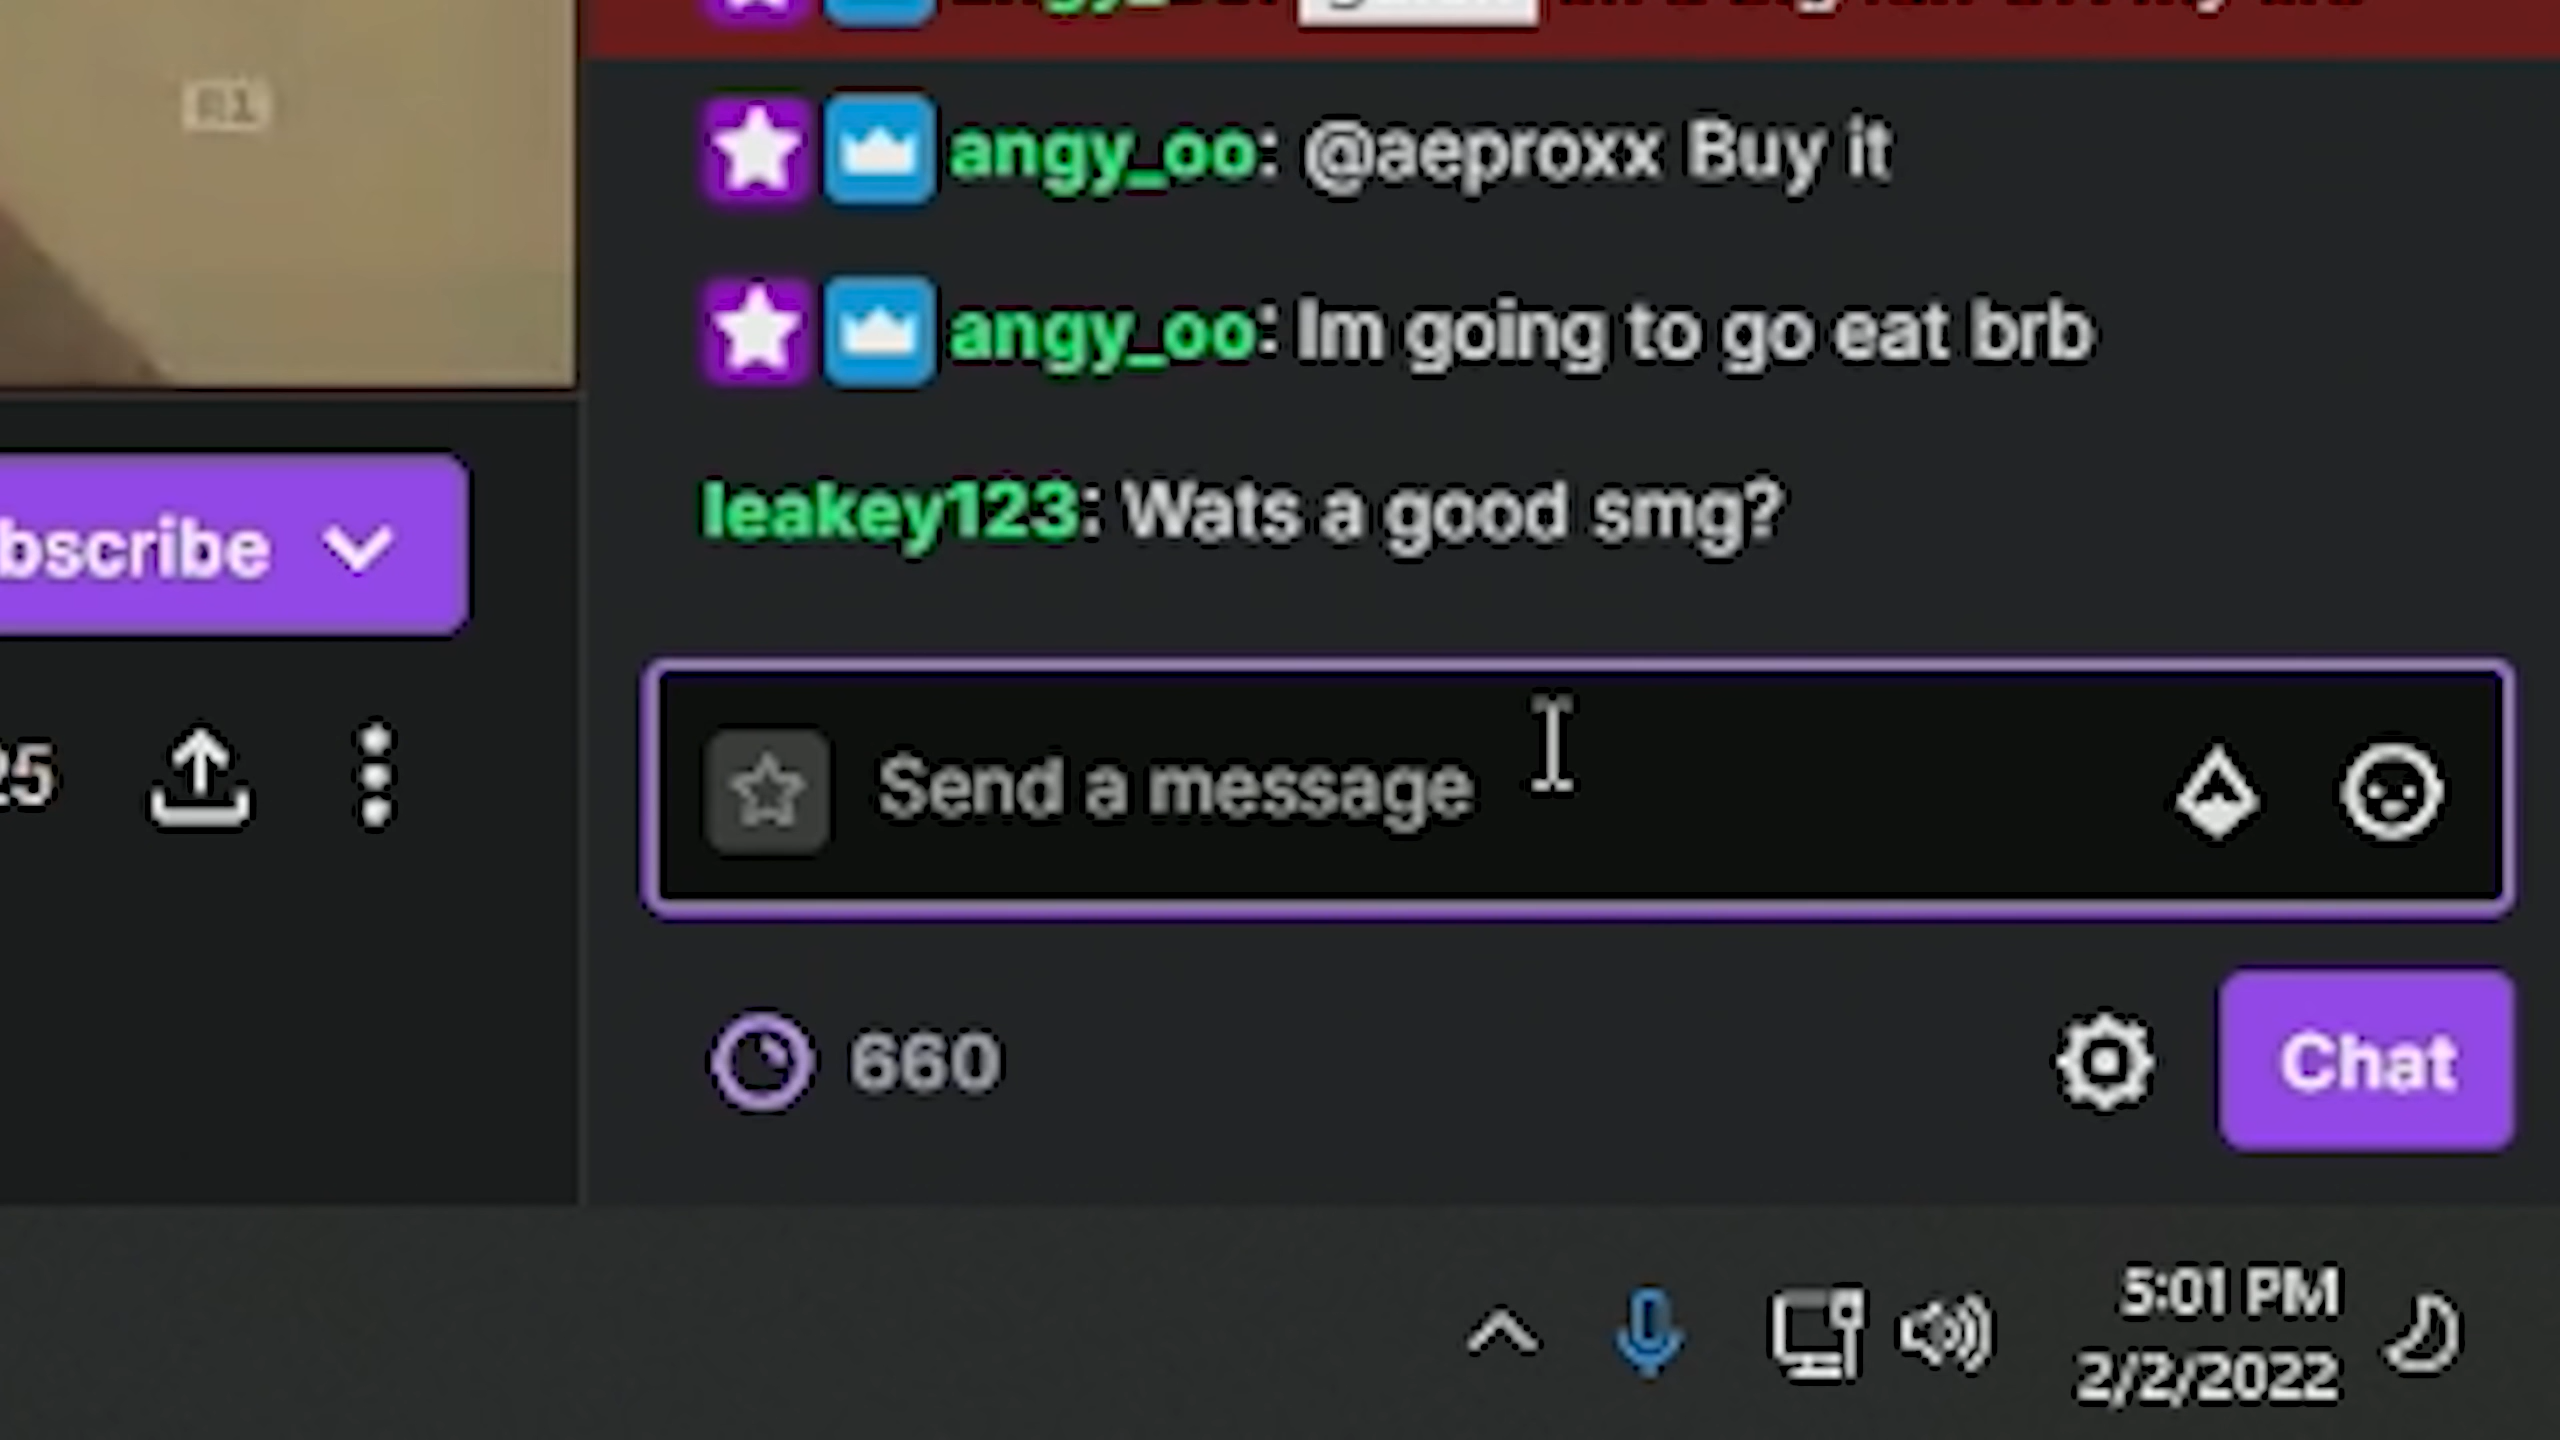 angy_oo: @aeproxx Buy it
angy_oo: Im going to go eat brb
leakey123: Wats a good smg?
bscribe
25
Send a message
660
Chat
5:01 PM
2/2/2022